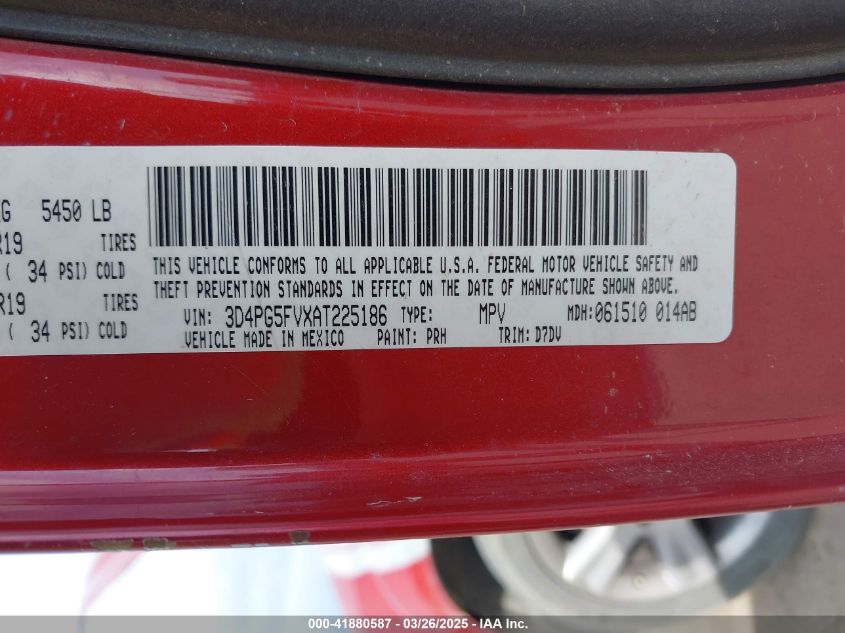 KG 5450 LB
R19 TIRES
( 34 PSI) COLD
R19 TIRES
( 34 PSI) COLD
THIS VEHICLE CONFORMS TO ALL APPLICABLE U.S.A. FEDERAL MOTOR VEHICLE SAFETY AND
THEFT PREVENTION STANDARDS IN EFFECT ON THE DATE OF MANUFACTURE SHOWN ABOVE.
VIN: 3D4PG5FVXAT225186 TYPE: MPV MDH:061510 014AB
VEHICLE MADE IN MEXICO PAINT: PRH TRIM: D7DV
000-41880587 / 03/26/2025 / IAA Inc.